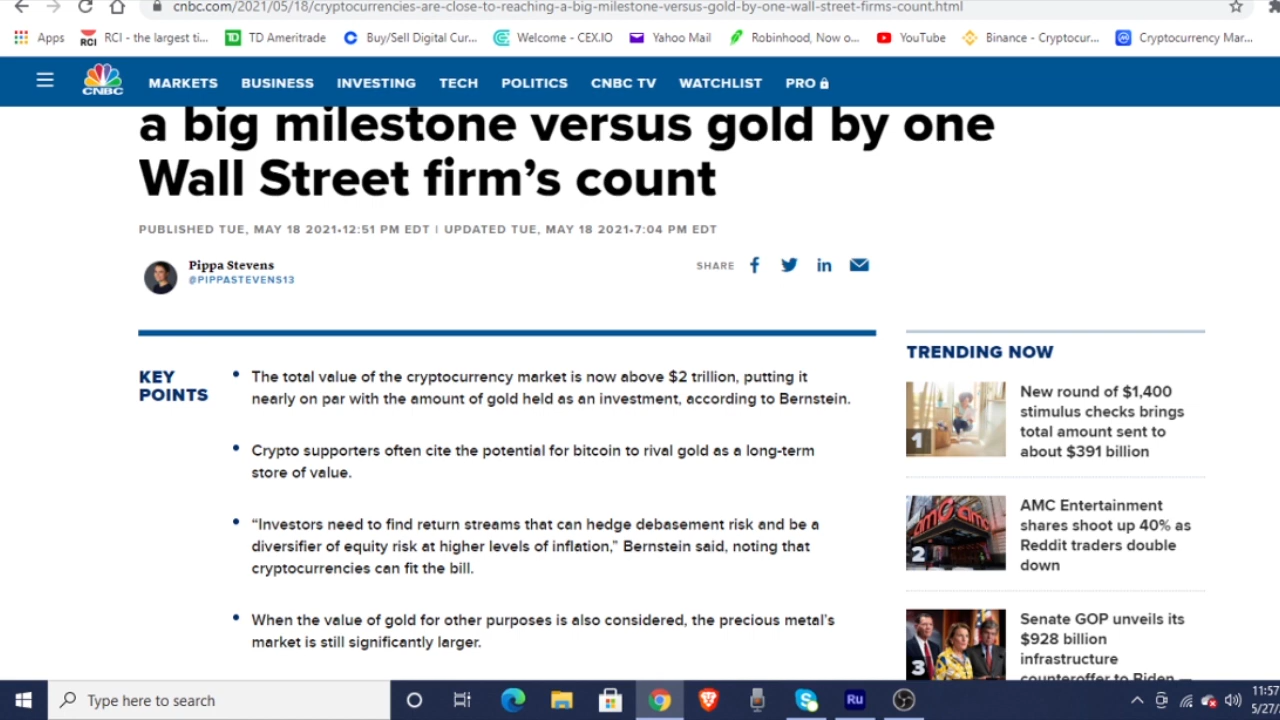 cnbc.com/2021/05/18/cryptocurrencies-are-close-to-reaching-a-big-milestone-versus-gold-by-one-wall-street-firms-count.html
Apps
RCI
RCI - the largest ti...
TD Ameritrade
Buy/Sell Digital Cur...
Welcome - CEX.IO
Yahoo Mail
Robinhood, Now o...
YouTube
Binance - Cryptocur...
Cryptocurrency Mar...
CNBC
MARKETS
BUSINESS
INVESTING
TECH
POLITICS
CNBC TV
WATCHLIST
PRO
a big milestone versus gold by one
Wall Street firm's count
PUBLISHED TUE, MAY 18 2021•12:51 PM EDT | UPDATED TUE, MAY 18 2021•7:04 PM EDT
Pippa Stevens
@PIPPASTEVENS13
SHARE
KEY
POINTS
The total value of the cryptocurrency market is now above $2 trillion, putting it
nearly on par with the amount of gold held as an investment, according to Bernstein.
Crypto supporters often cite the potential for bitcoin to rival gold as a long-term
store of value.
“Investors need to find return streams that can hedge debasement risk and be a
diversifier of equity risk at higher levels of inflation,” Bernstein said, noting that
cryptocurrencies can fit the bill.
When the value of gold for other purposes is also considered, the precious metal's
market is still significantly larger.
TRENDING NOW
1
New round of $1,400
stimulus checks brings
total amount sent to
about $391 billion
amc amc
2
AMC Entertainment
shares shoot up 40% as
Reddit traders double
down
3
Senate GOP unveils its
$928 billion
infrastructure
counteroffer to Biden —
Type here to search
Ru
11:57
5/27/